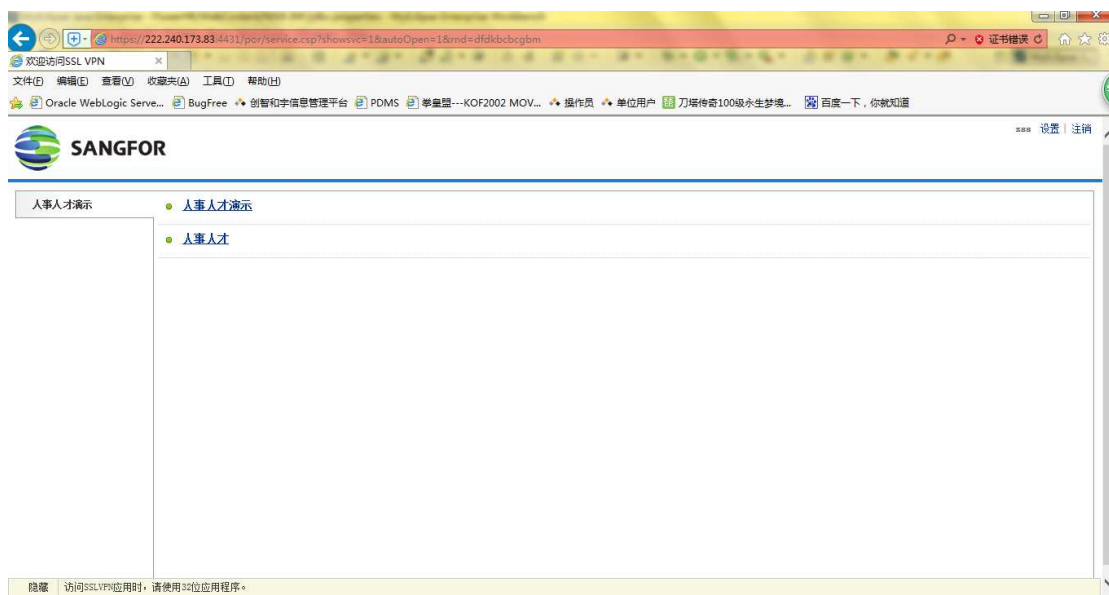 https://222.240.173.83:4431/por/service.csp?showsvc=1&autoOpen=1&rnd=dfdkbcbcgbm
证书错误
欢迎访问SSL VPN
文件(F) 编辑(E) 查看(V) 收藏夹(A) 工具(T) 帮助(H)
Oracle WebLogic Serve... BugFree 创智和宇信息管理平台 PDMS 拳皇盟---KOF2002 MOV... 操作员 单位用户 刀塔传奇100级永生梦境... 百度一下，你就知道
SANGFOR
sss 设置 | 注销
人事人才演示
人事人才演示
人事人才
隐藏 访问SSLVPN应用时，请使用32位应用程序。